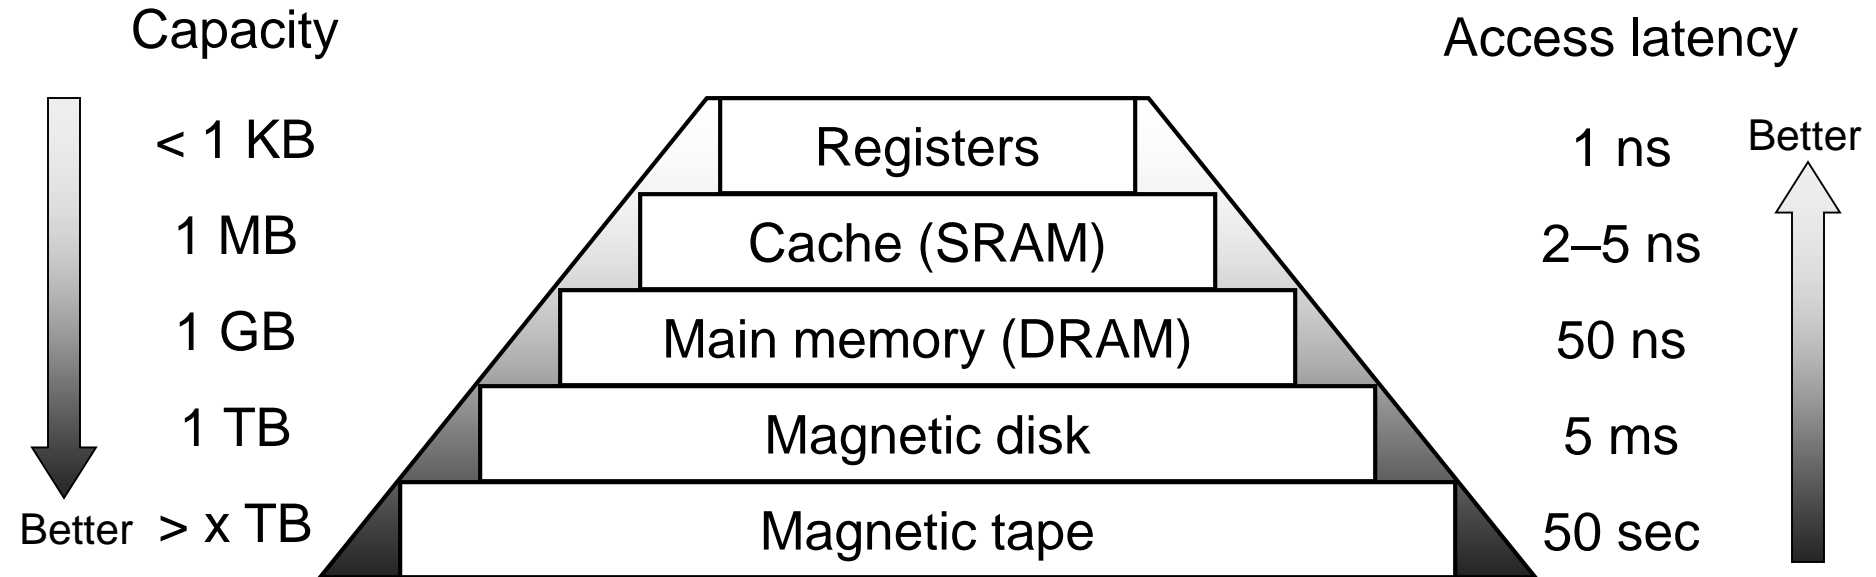 Capacity
Access latency
< 1 KB
Registers
1 ns
Better
1 MB
Cache (SRAM)
2–5 ns
1 GB
Main memory (DRAM)
50 ns
1 TB
Magnetic disk
5 ms
Better
> x TB
Magnetic tape
50 sec